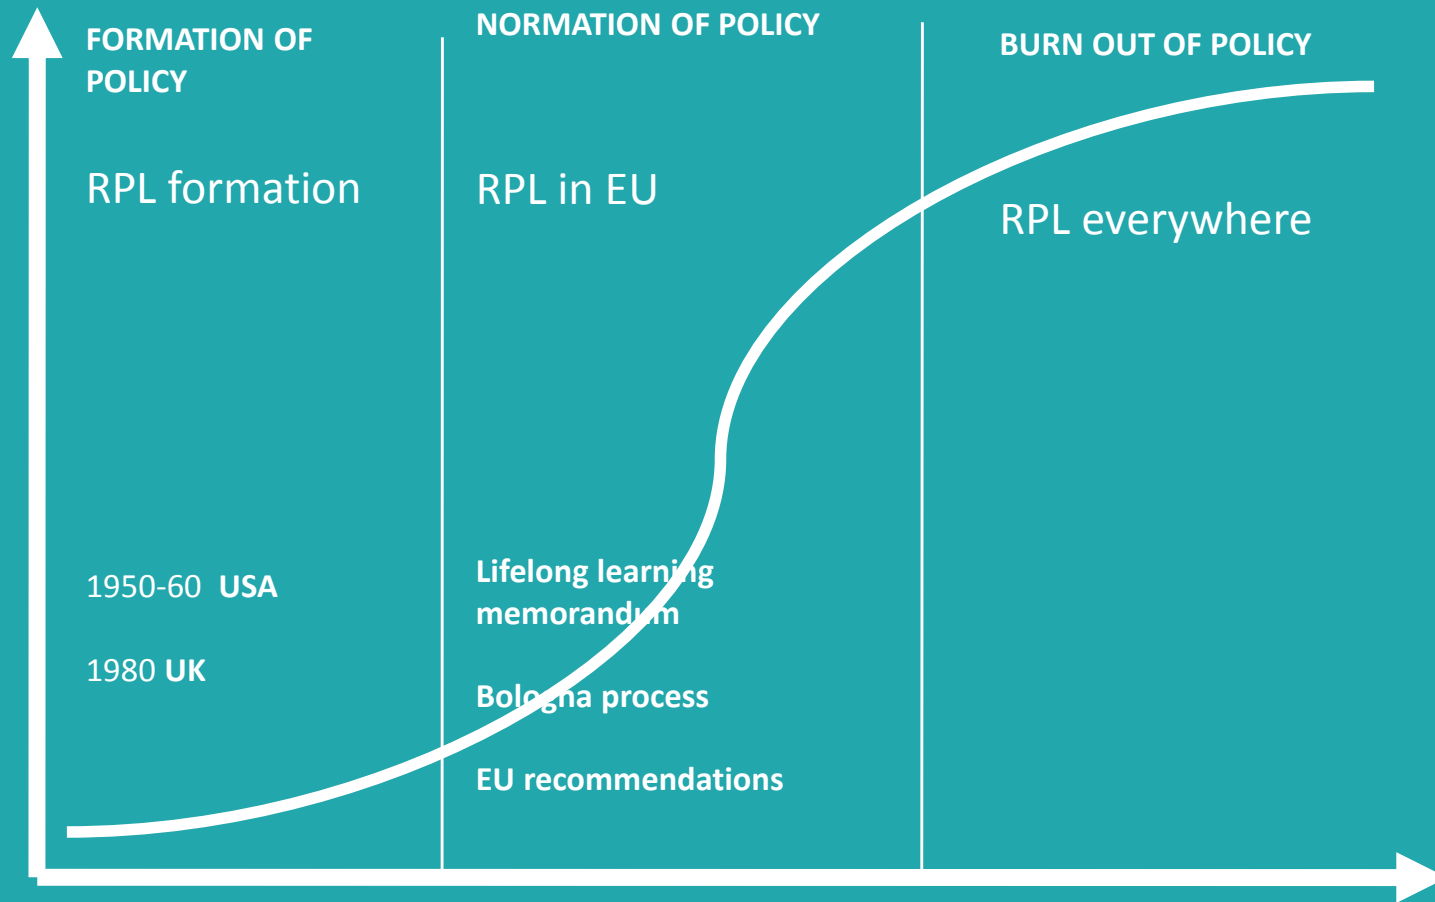 FORMATION OF
POLICY
RPL formation
1950-60 USA
1980 UK
NORMATION OF POLICY
RPL in EU
Lifelong learning
memorandum
Bologna process
EU recommendations
BURN OUT OF POLICY
RPL everywhere